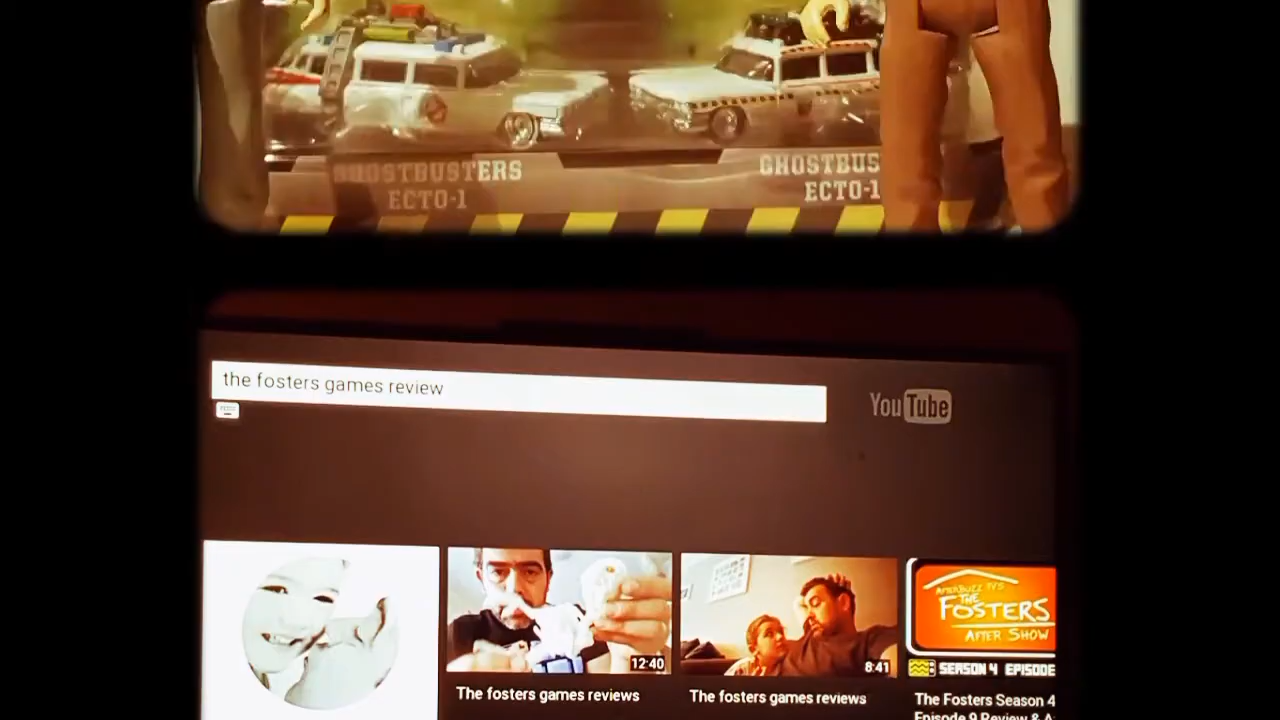 GHOSTBUSTERS
ECTO-1
GHOSTBUS
ECTO-1
the fosters games review
YouTube
12:40
8:41
AFTERBUZZ TV'S
THE
FOSTERS
AFTER SHOW
SEASON 4 EPISODE
The fosters games reviews
The fosters games reviews
The Fosters Season 4
Episode 9 Review & A